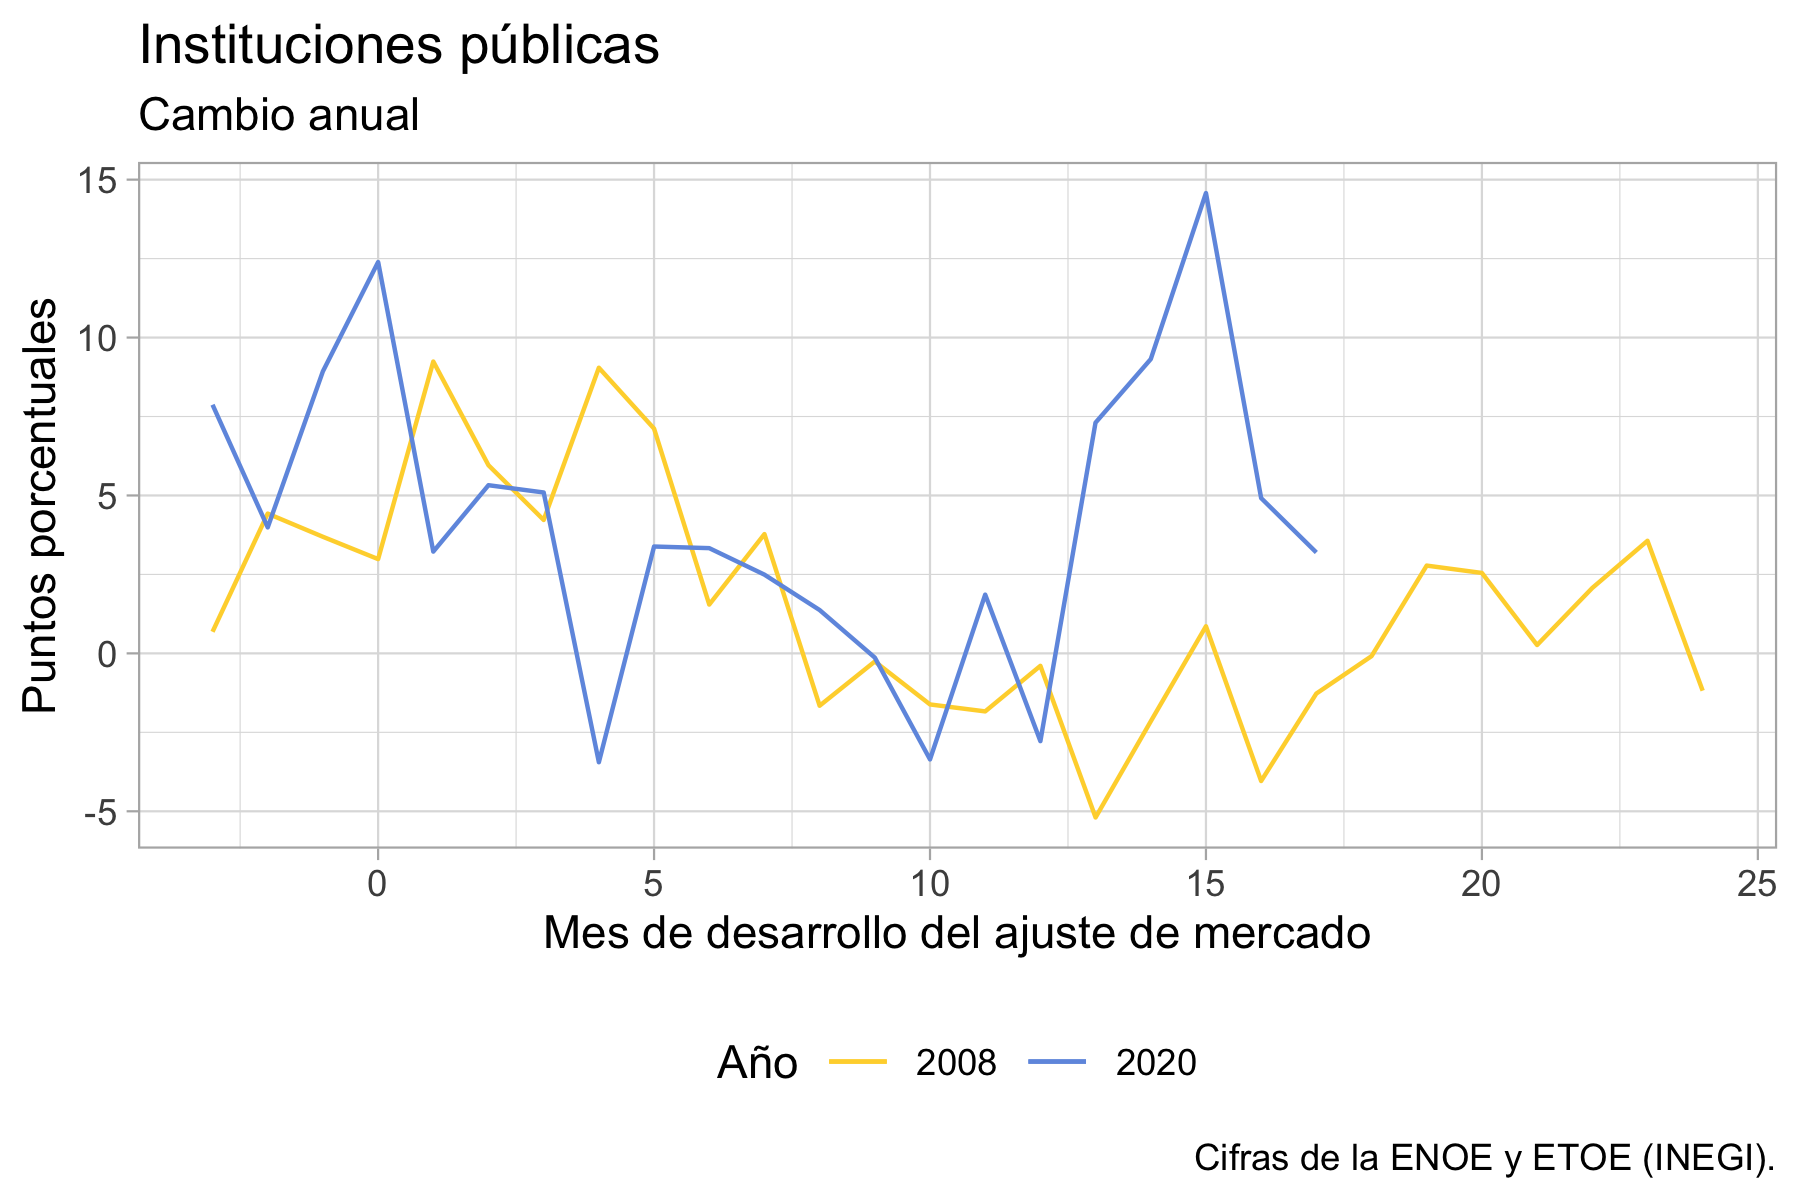 Instituciones públicas
Cambio anual
Puntos porcentuales
15
10
5
0
-5
0 5 10 15 20 25
Mes de desarrollo del ajuste de mercado
Año 2008 2020
Cifras de la ENOE y ETOE (INEGI).